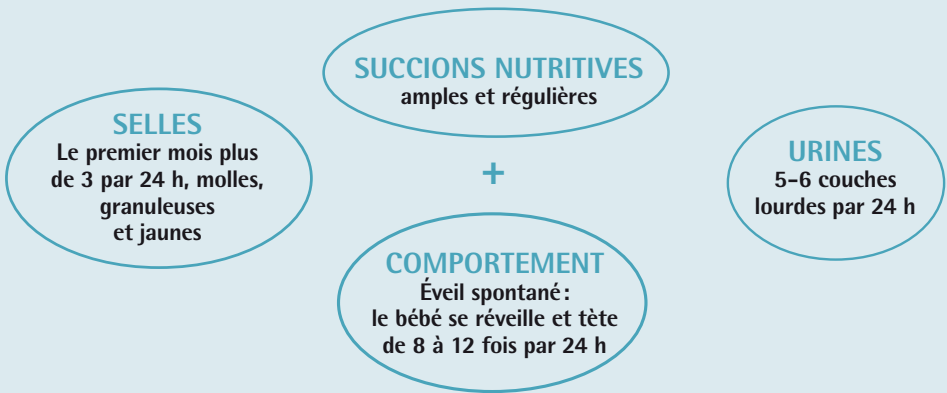 SUCCIONS NUTRITIVES
amples et régulières
SELLES
Le premier mois plus
de 3 par 24 h, molles,
granuleuses
et jaunes
+
URINES
5-6 couches
lourdes par 24 h
COMPORTEMENT
Éveil spontané :
le bébé se réveille et tète
de 8 à 12 fois par 24 h